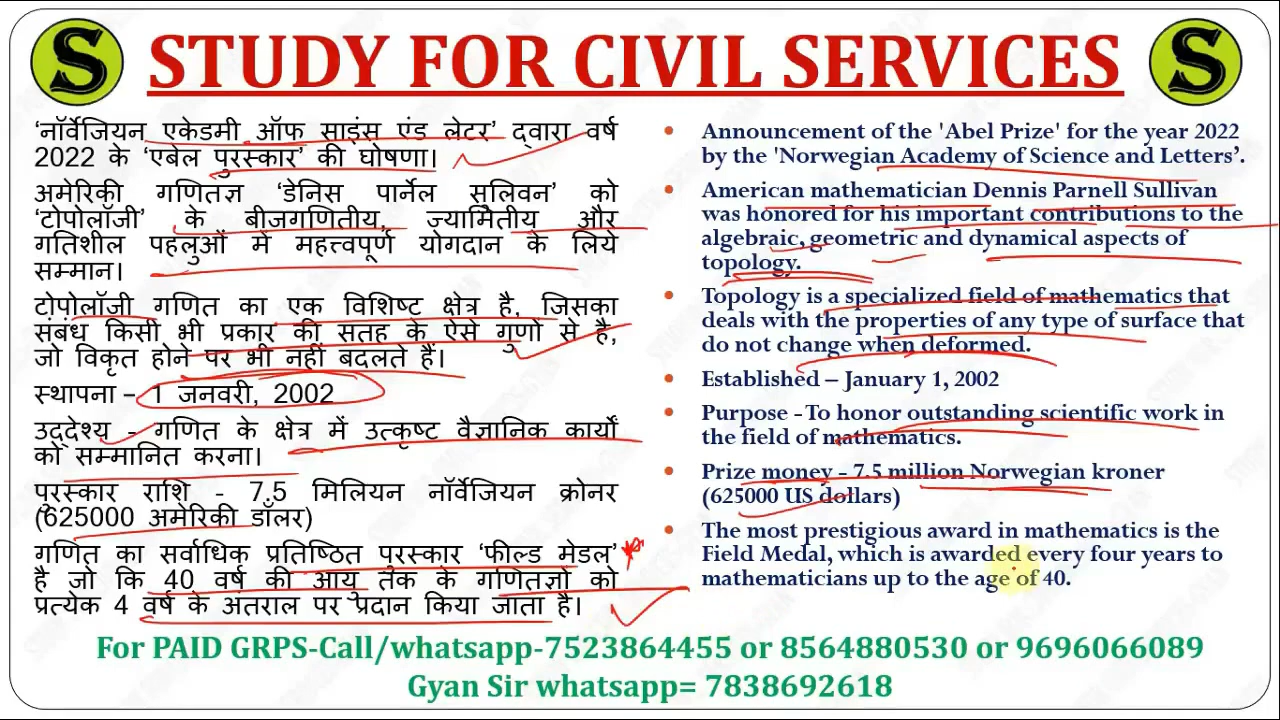 S
STUDY FOR CIVIL SERVICES
S
‘नॉर्वेजियन एकेडमी ऑफ साइंस एंड लेटर’ द्वारा वर्ष
2022 के ‘एबेल पुरस्कार’ की घोषणा।
अमेरिकी गणितज्ञ ‘डेनिस पार्नेल सुलिवन’ को
‘टोपोलॉजी’ के बीजगणितीय, ज्यामितीय और
गतिशील पहलुओं में महत्त्वपूर्ण योगदान के लिये
सम्मान।
टोपोलॉजी गणित का एक विशिष्ट क्षेत्र है, जिसका
संबंध किसी भी प्रकार की सतह के ऐसे गुणों से है,
जो विकृत होने पर भी नहीं बदलते हैं।
स्थापना – 1 जनवरी, 2002
उद्देश्य - गणित के क्षेत्र में उत्कृष्ट वैज्ञानिक कार्यों
को सम्मानित करना।
पुरस्कार राशि - 7.5 मिलियन नॉर्वेजियन क्रोनर
(625000 अमेरिकी डॉलर)
गणित का सर्वाधिक प्रतिष्ठित पुरस्कार ‘फील्ड मेडल’
है जो कि 40 वर्ष की आयु तक के गणितज्ञों को
प्रत्येक 4 वर्ष के अंतराल पर प्रदान किया जाता है।
• Announcement of the 'Abel Prize' for the year 2022
by the 'Norwegian Academy of Science and Letters’.
• American mathematician Dennis Parnell Sullivan
was honored for his important contributions to the
algebraic, geometric and dynamical aspects of
topology.
• Topology is a specialized field of mathematics that
deals with the properties of any type of surface that
do not change when deformed.
• Established – January 1, 2002
• Purpose - To honor outstanding scientific work in
the field of mathematics.
• Prize money - 7.5 million Norwegian kroner
(625000 US dollars)
• The most prestigious award in mathematics is the
Field Medal, which is awarded every four years to
mathematicians up to the age of 40.
For PAID GRPS-Call/whatsapp-7523864455 or 8564880530 or 9696066089
Gyan Sir whatsapp= 7838692618